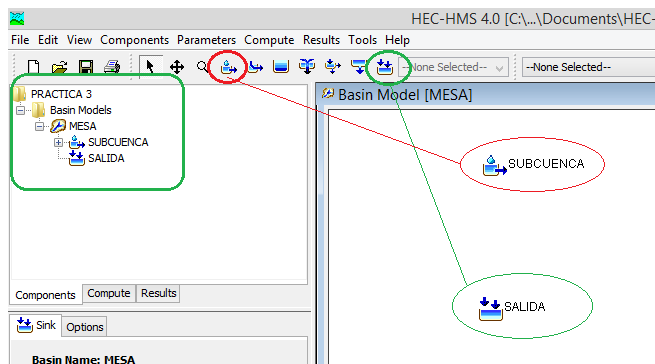 HEC-HMS 4.0 [C:\...\Documents\HEC-
File Edit View Components Parameters Compute Results Tools Help
--None Selected-- --None Selected--
PRACTICA 3
Basin Models
MESA
SUBCUENCA
SALIDA
Basin Model [MESA]
SUBCUENCA
SALIDA
Components Compute Results
Sink Options
Basin Name: MESA